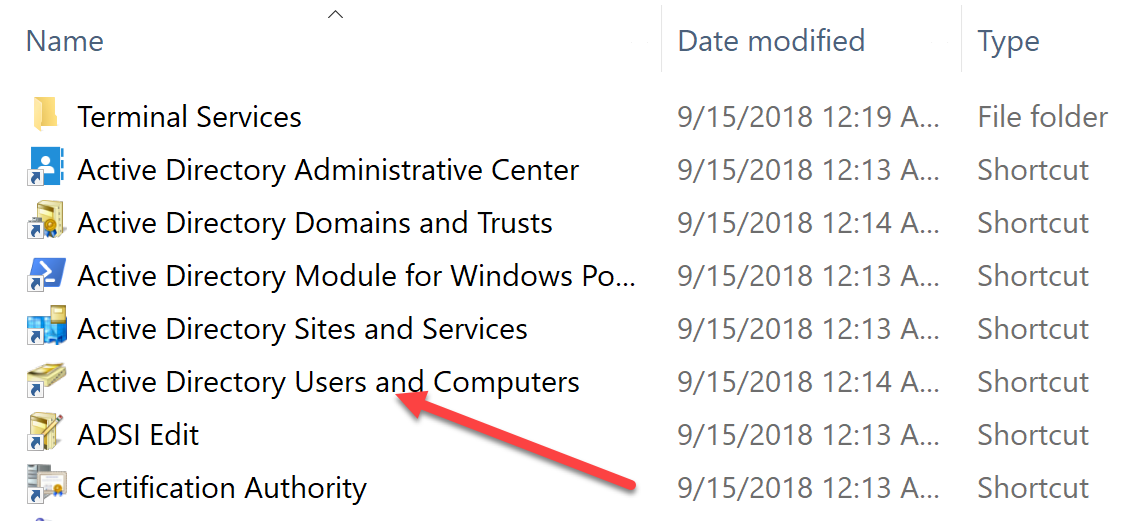 Name Date modified Type
Terminal Services 9/15/2018 12:19 A... File folder
Active Directory Administrative Center 9/15/2018 12:13 A... Shortcut
Active Directory Domains and Trusts 9/15/2018 12:14 A... Shortcut
Active Directory Module for Windows Po... 9/15/2018 12:13 A... Shortcut
Active Directory Sites and Services 9/15/2018 12:13 A... Shortcut
Active Directory Users and Computers 9/15/2018 12:14 A... Shortcut
ADSI Edit 9/15/2018 12:13 A... Shortcut
Certification Authority 9/15/2018 12:13 A... Shortcut